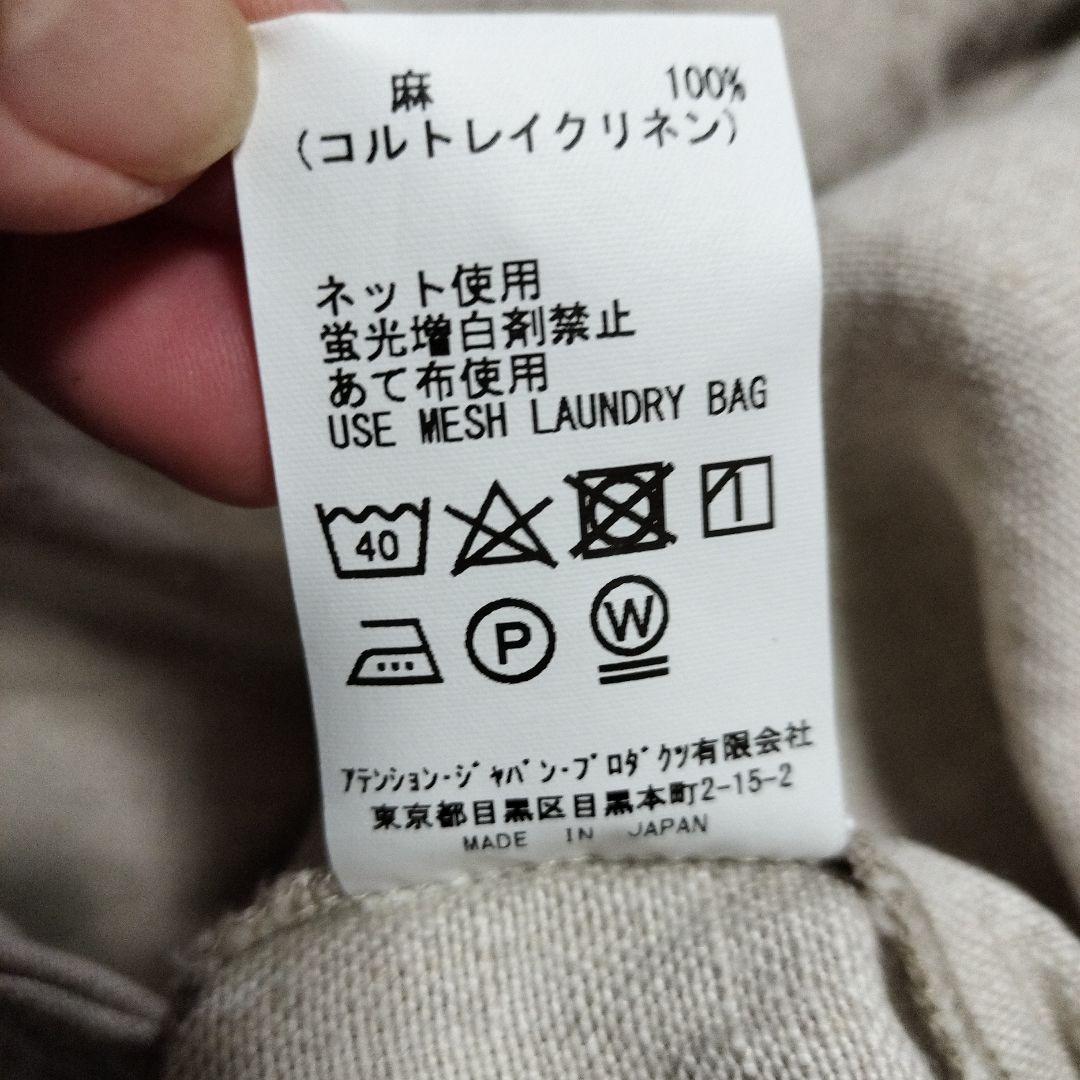 麻 100%
(コルトレイクリネン)
ネット使用
蛍光増白剤禁止
あて布使用
USE MESH LAUNDRY BAG
40
P
W
ｱﾃﾝｼｮﾝ･ｼﾞｬﾊﾟﾝ･ﾌﾟﾛﾀﾞｸﾂ有限会社
東京都目黒区目黒本町2-15-2
MADE IN JAPAN